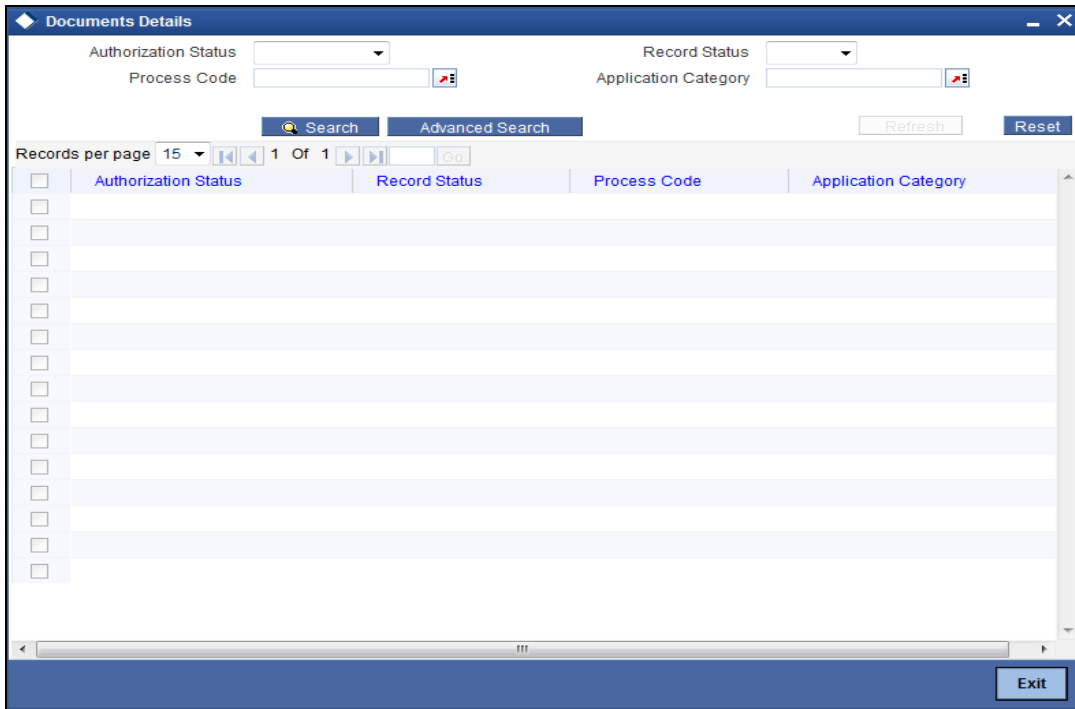 Documents Details
Authorization Status Record Status
Process Code Application Category
Search Advanced Search Refresh Reset
Records per page 15 1 Of 1 Go
Authorization Status Record Status Process Code Application Category
Exit